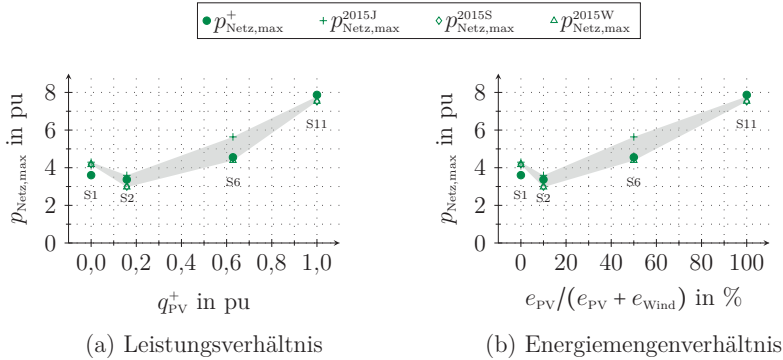 p⁺Netz,max p²⁰¹⁵ᴶNetz,max p²⁰¹⁵ˢNetz,max p²⁰¹⁵ᵂNetz,max
pNetz,max in pu
8
6
4
2
0
S1
S2
S6
S11
0,0 0,2 0,4 0,6 0,8 1,0
q⁺PV in pu
(a) Leistungsverhältnis
pNetz,max in pu
8
6
4
2
0
S1
S2
S6
S11
0 20 40 60 80 100
ePV/(ePV + eWind) in %
(b) Energiemengenverhältnis